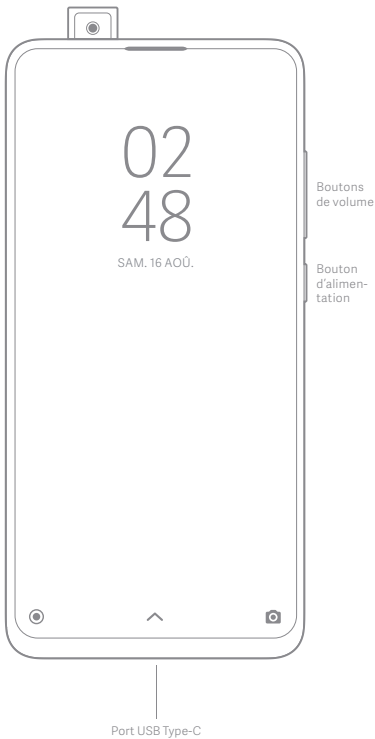 02
48
SAM. 16 AOÛ.
Boutons
de volume
Bouton
d'alimen-
tation
Port USB Type-C